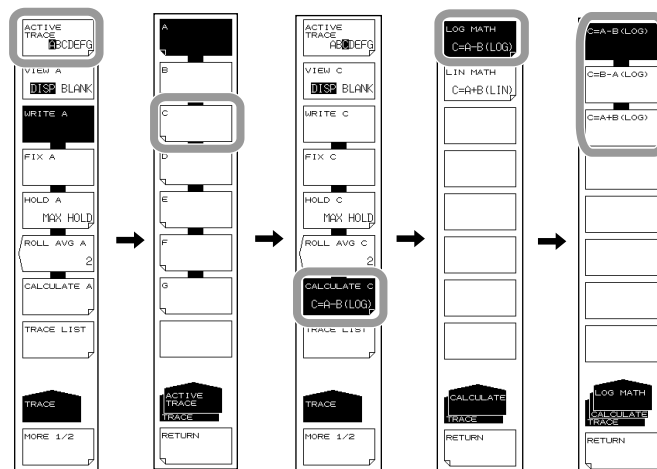 ACTIVE
TRACE
ABCDEFG
VIEW A
DISP BLANK
WRITE A
FIX A
HOLD A
MAX HOLD
ROLL AVG A
2
CALCULATE A
TRACE LIST
TRACE
MORE 1/2
A
B
C
D
E
F
G
ACTIVE
TRACE
TRACE
RETURN
ACTIVE
TRACE
ABCDEFG
VIEW C
DISP BLANK
WRITE C
FIX C
HOLD C
MAX HOLD
ROLL AVG C
2
CALCULATE C
C=A-B(LOG)
TRACE LIST
TRACE
MORE 1/2
LOG MATH
C=A-B(LOG)
LIN MATH
C=A+B(LIN)
CALCULATE
TRACE
RETURN
C=A-B(LOG)
C=B-A(LOG)
C=A+B(LOG)
LOG MATH
CALCULATE
TRACE
RETURN